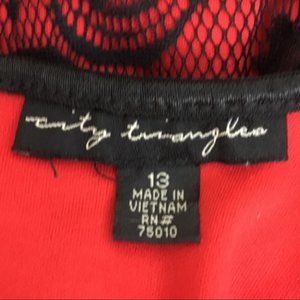 city triangles
13
MADE IN
VIETNAM
RN#
75010